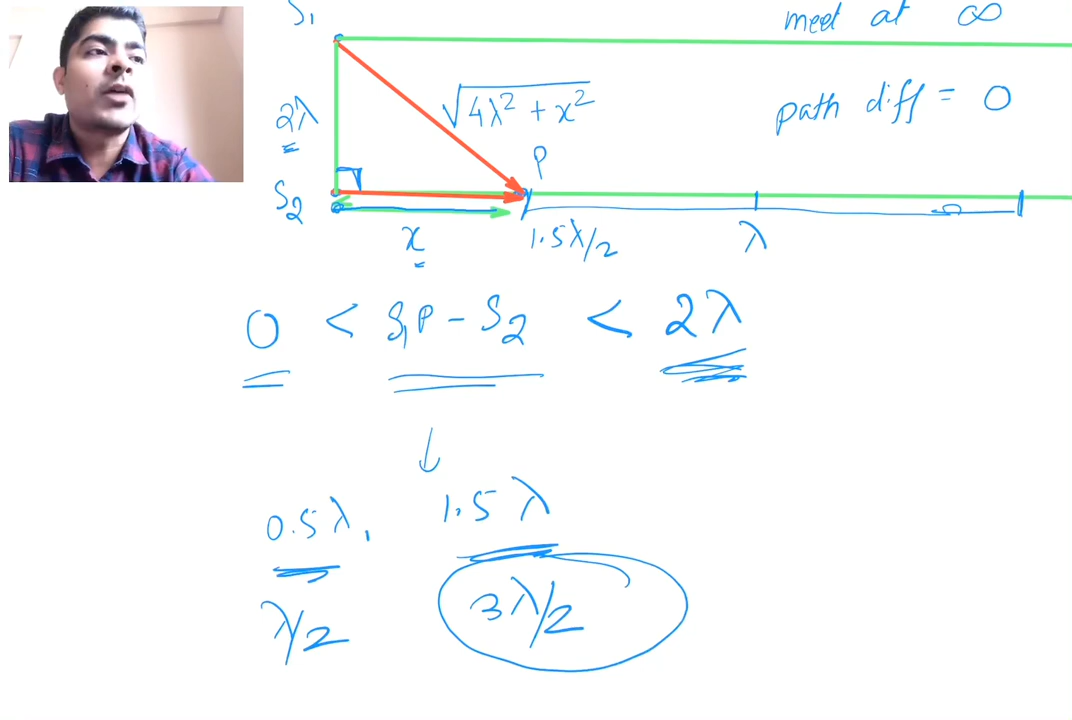 S₁
meet at ∞
2λ
√4λ² + x²
path diff = 0
P
S₂
x
1.5λ/2
λ
0 < S₁P - S₂ < 2λ
↓
0.5λ, 1.5λ
λ/2
3λ/2